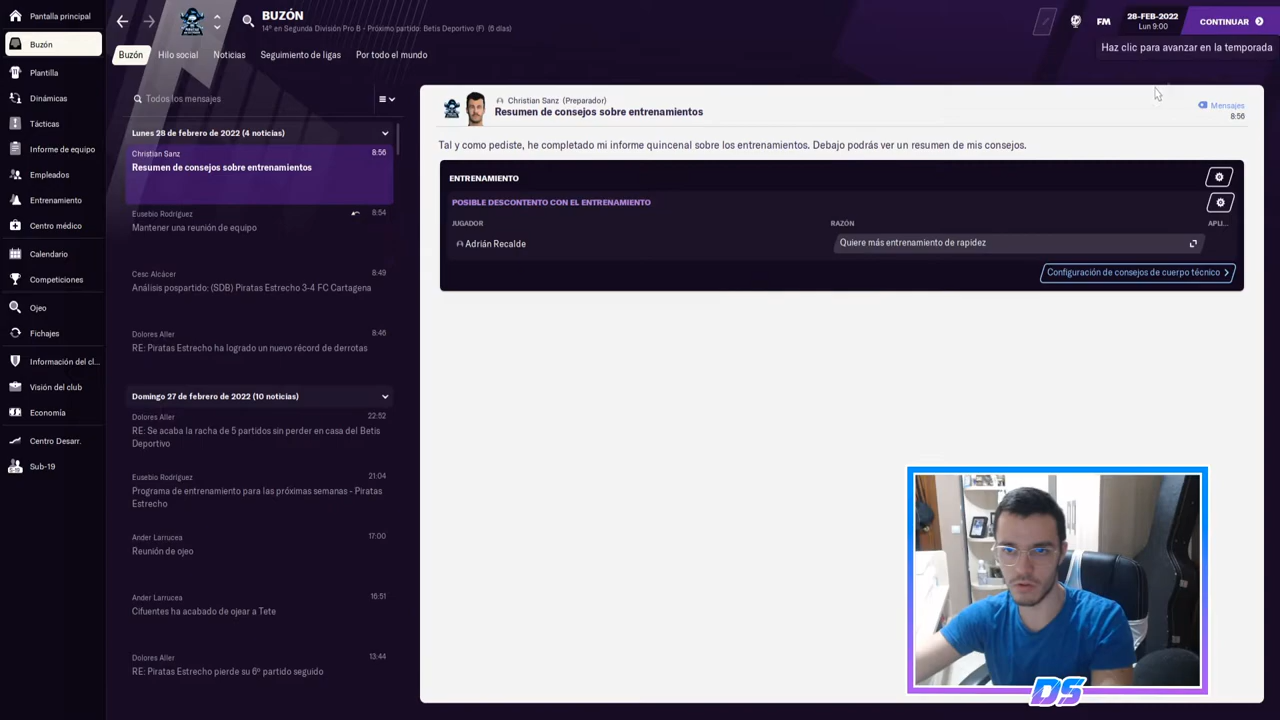 Pantalla principal
Buzón
Plantilla
Dinámicas
Tácticas
Informe de equipo
Empleados
Entrenamiento
Centro médico
Calendario
Competiciones
Ojeo
Fichajes
Información del cl...
Visión del club
Economía
Centro Desarr.
Sub-19
BUZÓN
14º en Segunda División Pro B - Próximo partido: Betis Deportivo (F) (6 días)
FM
28-FEB-2022
Lun 9:00
CONTINUAR
Haz clic para avanzar en la temporada
Buzón
Hilo social
Noticias
Seguimiento de ligas
Por todo el mundo
Todos los mensajes
Lunes 28 de febrero de 2022 (4 noticias)
Christian Sanz 8:56
Resumen de consejos sobre entrenamientos
Eusebio Rodríguez 8:54
Mantener una reunión de equipo
Cesc Alcácer 8:49
Análisis pospartido: (SDB) Piratas Estrecho 3-4 FC Cartagena
Dolores Aller 8:46
RE: Piratas Estrecho ha logrado un nuevo récord de derrotas
Domingo 27 de febrero de 2022 (10 noticias)
Dolores Aller 22:52
RE: Se acaba la racha de 5 partidos sin perder en casa del Betis
Deportivo
Eusebio Rodríguez 21:04
Programa de entrenamiento para las próximas semanas - Piratas
Estrecho
Ander Larrucea 17:00
Reunión de ojeo
Ander Larrucea 16:51
Cifuentes ha acabado de ojear a Tete
Dolores Aller 13:44
RE: Piratas Estrecho pierde su 6º partido seguido
Christian Sanz (Preparador)
Resumen de consejos sobre entrenamientos
Mensajes
8:56
Tal y como pediste, he completado mi informe quincenal sobre los entrenamientos. Debajo podrás ver un resumen de mis consejos.
ENTRENAMIENTO
POSIBLE DESCONTENTO CON EL ENTRENAMIENTO
JUGADOR RAZÓN APLI...
Adrián Recalde Quiere más entrenamiento de rapidez
Configuración de consejos de cuerpo técnico
DS